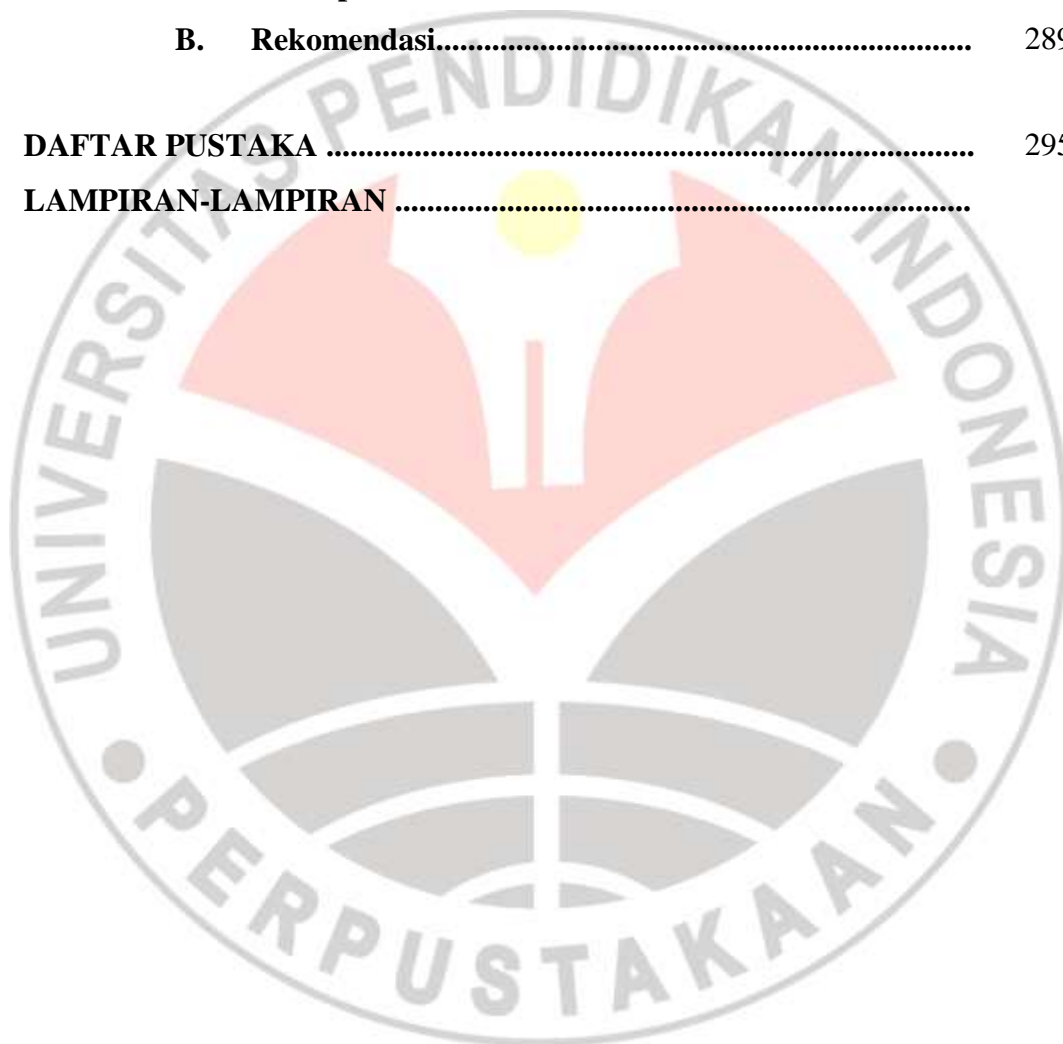 B. Rekomendasi.................................................................. 289
DAFTAR PUSTAKA ................................................................................ 295
LAMPIRAN-LAMPIRAN .......................................................................
UNIVERSITAS PENDIDIKAN INDONESIA
PERPUSTAKAAN